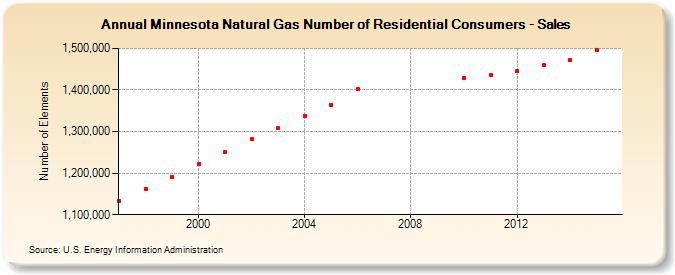 Annual Minnesota Natural Gas Number of Residential Consumers - Sales
Number of Elements
1,500,000
1,400,000
1,300,000
1,200,000
1,100,000
2000 2004 2008 2012
Source: U.S. Energy Information Administration